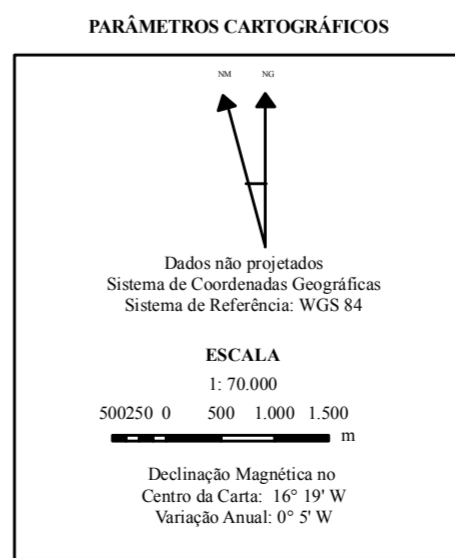 PARÂMETROS CARTOGRÁFICOS
NM NG
Dados não projetados
Sistema de Coordenadas Geográficas
Sistema de Referência: WGS 84
ESCALA
1: 70.000
500250 0 500 1.000 1.500
m
Declinação Magnética no
Centro da Carta: 16° 19' W
Variação Anual: 0° 5' W